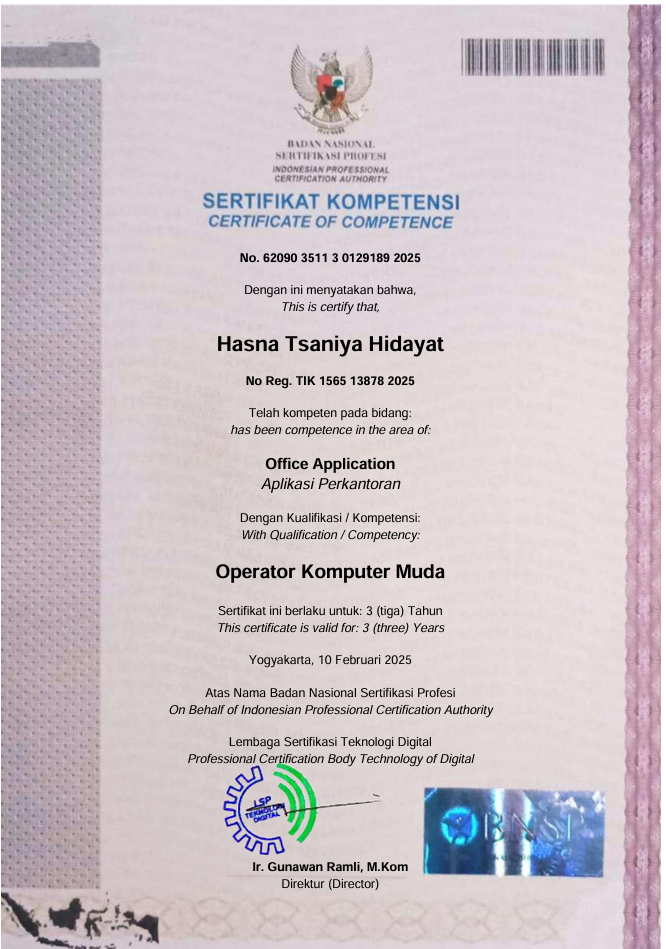 BADAN NASIONAL
SERTIFIKASI PROFESI
INDONESIAN PROFESSIONAL
CERTIFICATION AUTHORITY
SERTIFIKAT KOMPETENSI
CERTIFICATE OF COMPETENCE
No. 62090 3511 3 0129189 2025
Dengan ini menyatakan bahwa,
This is certify that,
Hasna Tsaniya Hidayat
No Reg. TIK 1565 13878 2025
Telah kompeten pada bidang:
has been competence in the area of:
Office Application
Aplikasi Perkantoran
Dengan Kualifikasi / Kompetensi:
With Qualification / Competency:
Operator Komputer Muda
Sertifikat ini berlaku untuk: 3 (tiga) Tahun
This certificate is valid for: 3 (three) Years
Yogyakarta, 10 Februari 2025
Atas Nama Badan Nasional Sertifikasi Profesi
On Behalf of Indonesian Professional Certification Authority
Lembaga Sertifikasi Teknologi Digital
Professional Certification Body Technology of Digital
LSP
TEKNOLOGI
DIGITAL
BNSP
Ir. Gunawan Ramli, M.Kom
Direktur (Director)